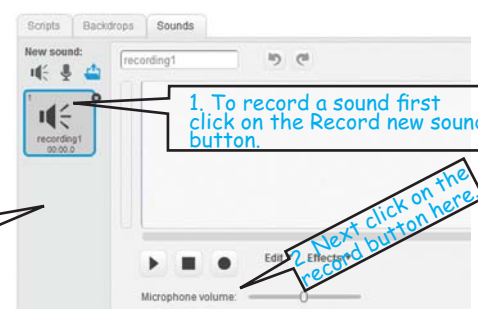 Scripts Backdrops Sounds
New sound:
recording1
1
recording1
00:00.0
1. To record a sound first
click on the Record new sound
button.
2. Next click on the
record button here.
Edit Effects
Microphone volume: